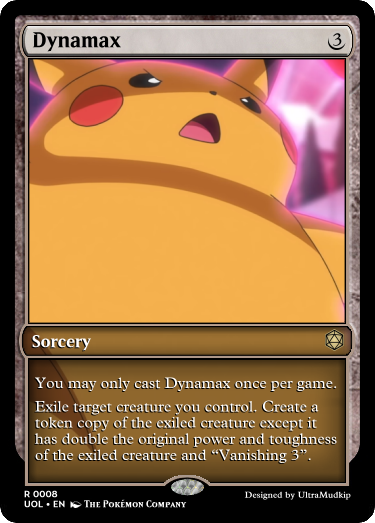 Dynamax 3
Sorcery
You may only cast Dynamax once per game.
Exile target creature you control. Create a
token copy of the exiled creature except it
has double the original power and toughness
of the exiled creature and “Vanishing 3”.
R 0008
UOL • EN The Pokémon Company
Designed by UltraMudkip